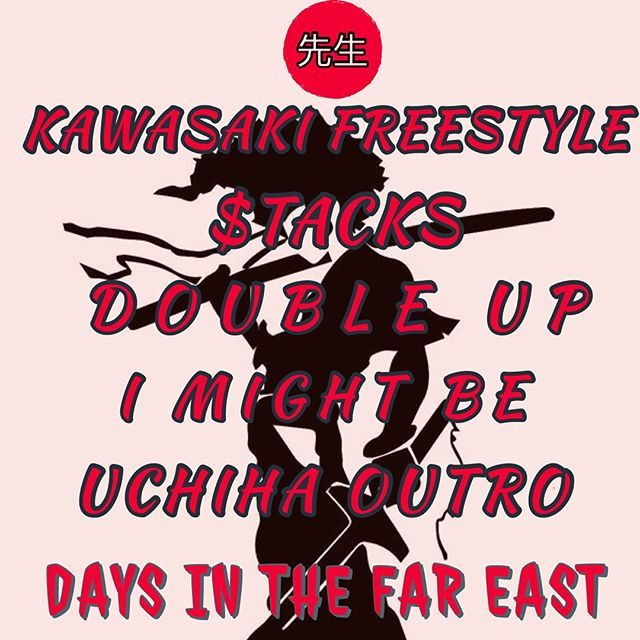 先生
KAWASAKI FREESTYLE
$TACKS
DOUBLE UP
I MIGHT BE
UCHIHA OUTRO
DAYS IN THE FAR EAST